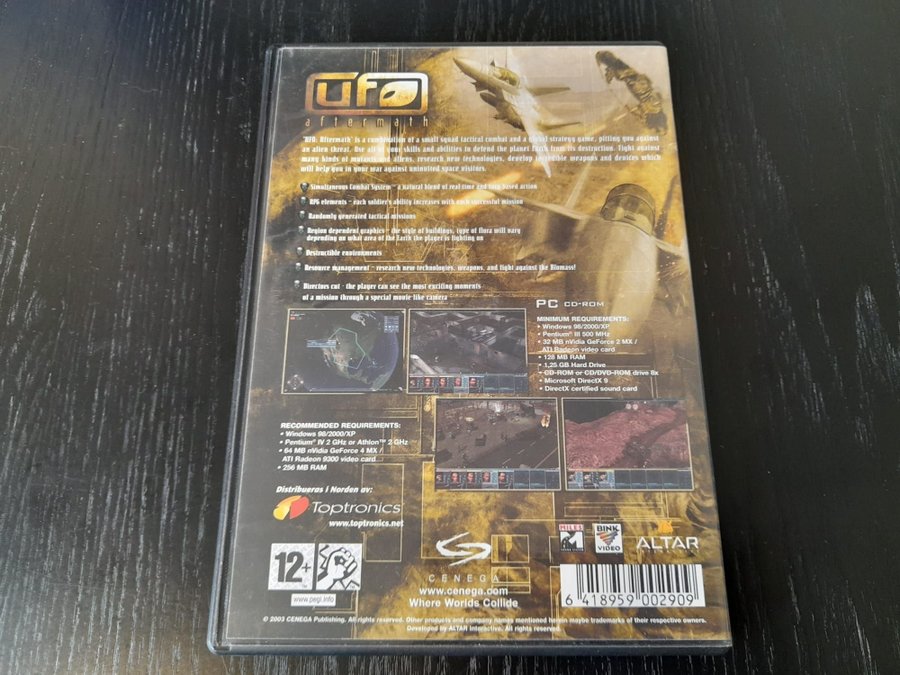 ufo
aftermath
"UFO: Aftermath" is a combination of a small squad tactical combat and a global strategy game, pitting you against
an alien threat. Use all of your skills and abilities to defend the planet Earth from its destruction. Fight against
many kinds of mutants and aliens, research new technologies, develop incredible weapons and devices which
will help you in your war against uninvited space visitors.
Simultaneous Combat System - a natural blend of real-time and turn based action
RPG elements - each soldier's ability increases with each successful mission
Randomly generated tactical missions
Region dependent graphics - the style of buildings, type of flora will vary
depending on what area of the Earth the player is fighting on
Destructible environments
Resource management - research new technologies, weapons, and fight against the Biomass!
Directors cut - the player can see the most exciting moments
of a mission through a special movie-like camera
PC CD-ROM
MINIMUM REQUIREMENTS:
• Windows 98/2000/XP
• Pentium® III 500 MHz
• 32 MB nVidia GeForce 2 MX /
ATI Radeon video card
• 128 MB RAM
• 1,25 GB Hard Drive
• CD-ROM or CD/DVD-ROM drive 8x
• Microsoft DirectX 9
• DirectX certified sound card
RECOMMENDED REQUIREMENTS:
• Windows 98/2000/XP
• Pentium® IV 2 GHz or Athlon™ 2 GHz
• 64 MB nVidia GeForce 4 MX /
ATI Radeon 9300 video card
• 256 MB RAM
Distribueras i Norden av:
Toptronics
www.toptronics.net
12+
www.pegi.info
CENEGA
www.cenega.com
Where Worlds Collide
MILES
SOUND SYSTEM
BINK
VIDEO
ALTAR
INTERACTIVE
6 418959 002909
© 2003 CENEGA Publishing. All rights reserved. Other products and company names mentioned herein maybe trademarks of their respective owners.
Developed by ALTAR Interactive. All rights reserved.